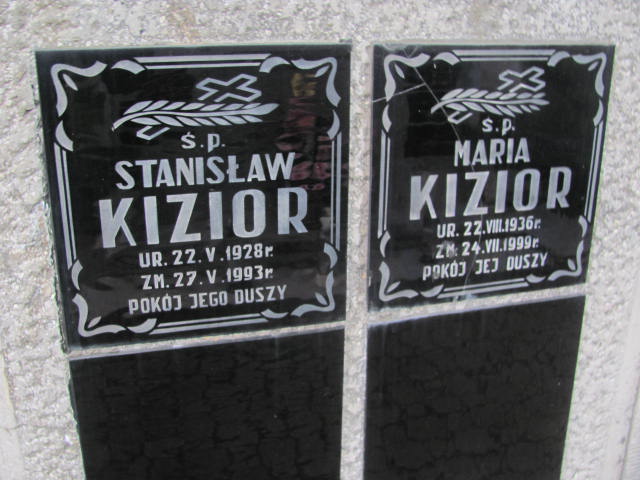 Ś.P.
STANISŁAW
KIZIOR
UR. 22.V.1928r.
ZM. 27.V.1993r.
POKÓJ JEGO DUSZY
Ś.P.
MARIA
KIZIOR
UR. 22.VIII.1936r.
ZM. 24.VII.1999r.
POKÓJ JEJ DUSZY